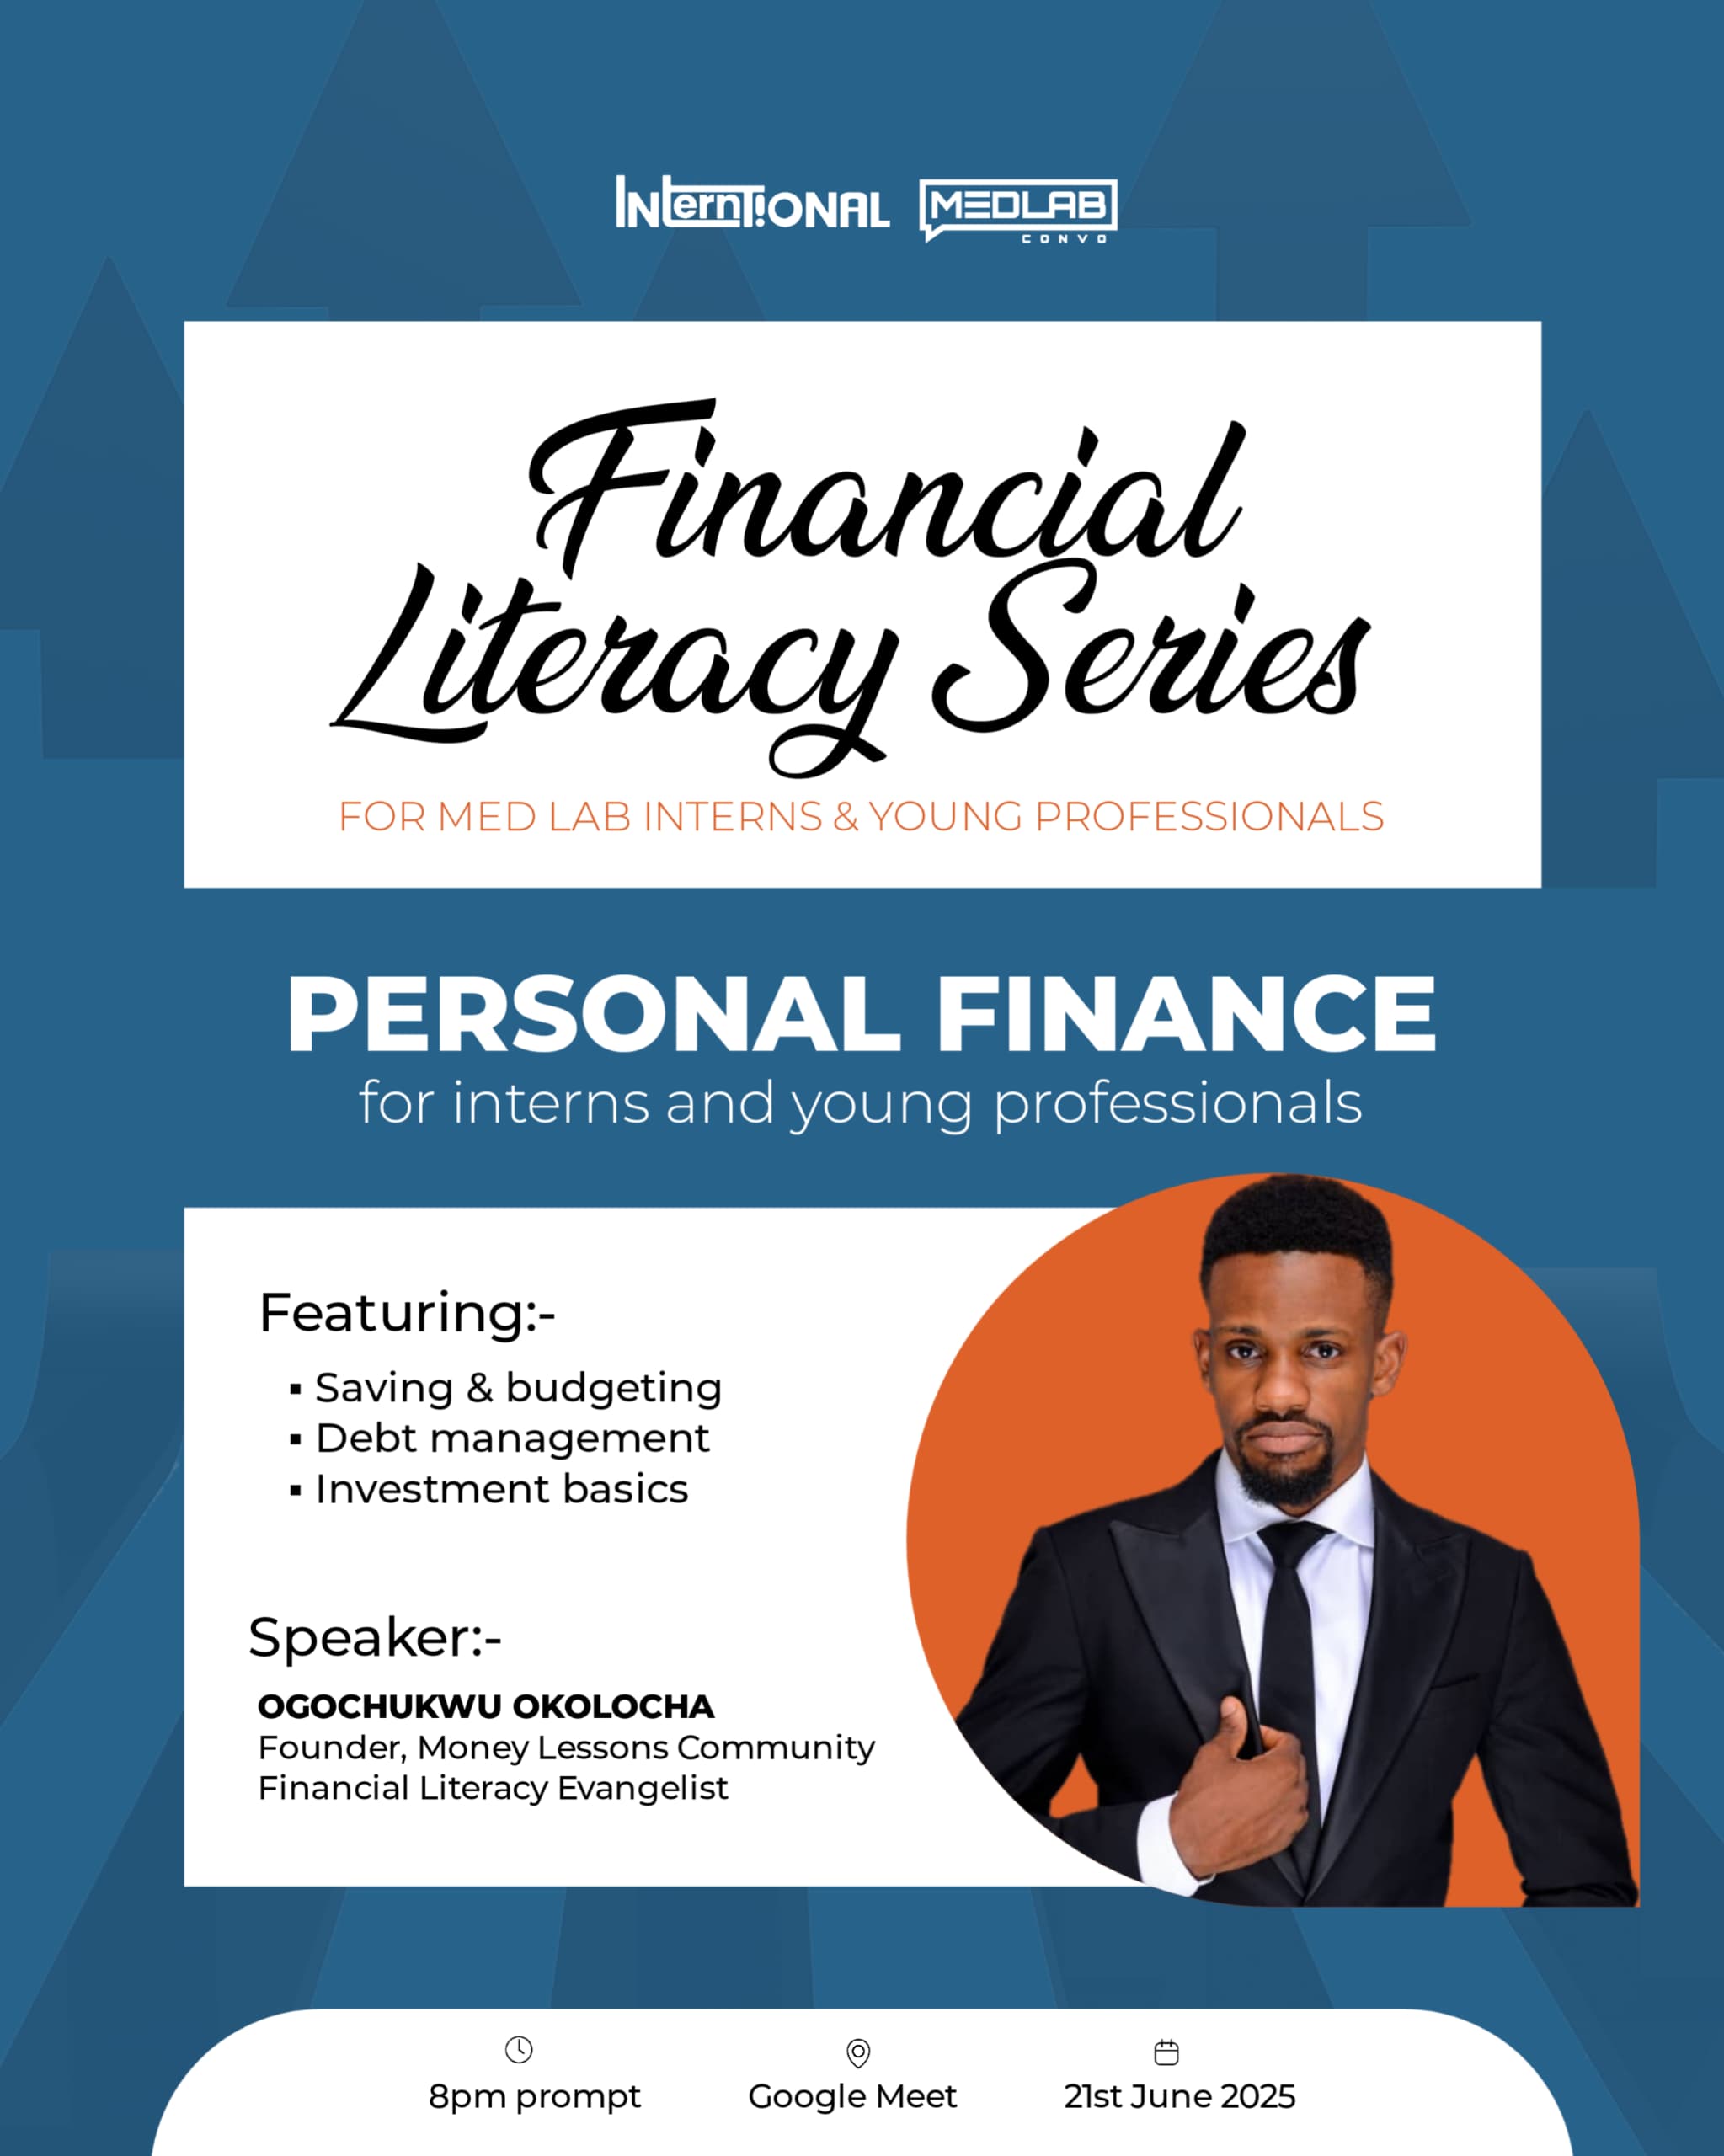 INternT!ONAL MEDLAB
CONVO
Financial
Literacy Series
FOR MED LAB INTERNS & YOUNG PROFESSIONALS
PERSONAL FINANCE
for interns and young professionals
Featuring:-
▪ Saving & budgeting
▪ Debt management
▪ Investment basics
Speaker:-
OGOCHUKWU OKOLOCHA
Founder, Money Lessons Community
Financial Literacy Evangelist
8pm prompt Google Meet 21st June 2025